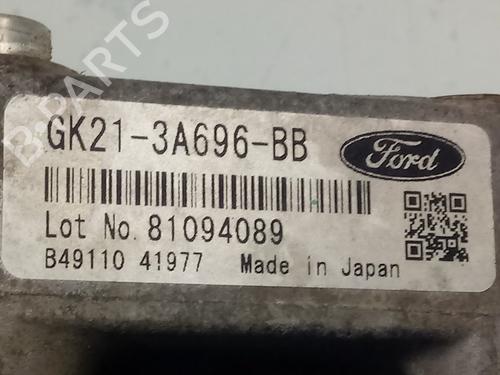 B-PARTS
GK21-3A696-BB
Ford
Lot No. 81094089
B49110 41977 Made in Japan